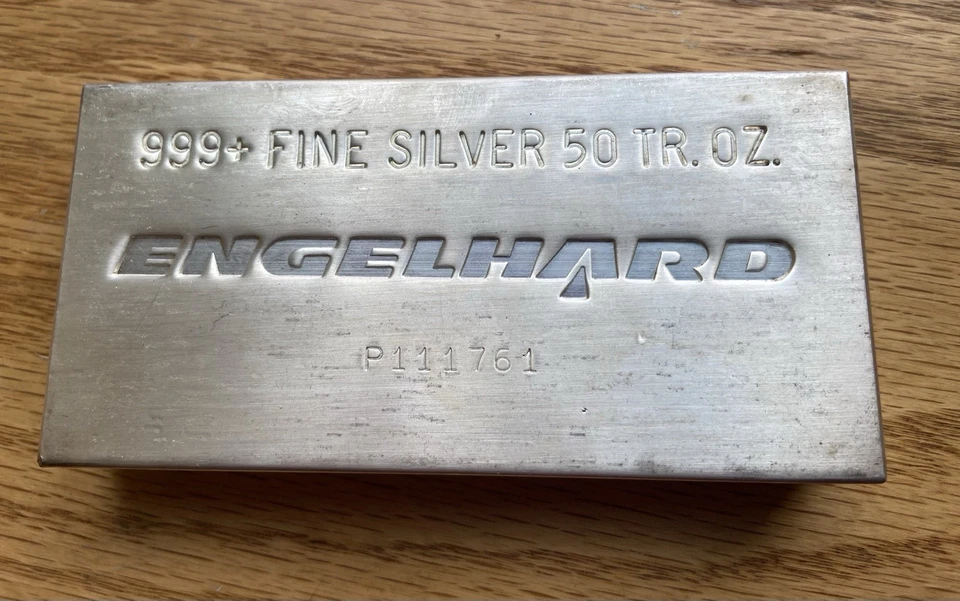 999+ FINE SILVER 50 TR. OZ.
ENGELHARD
P111761